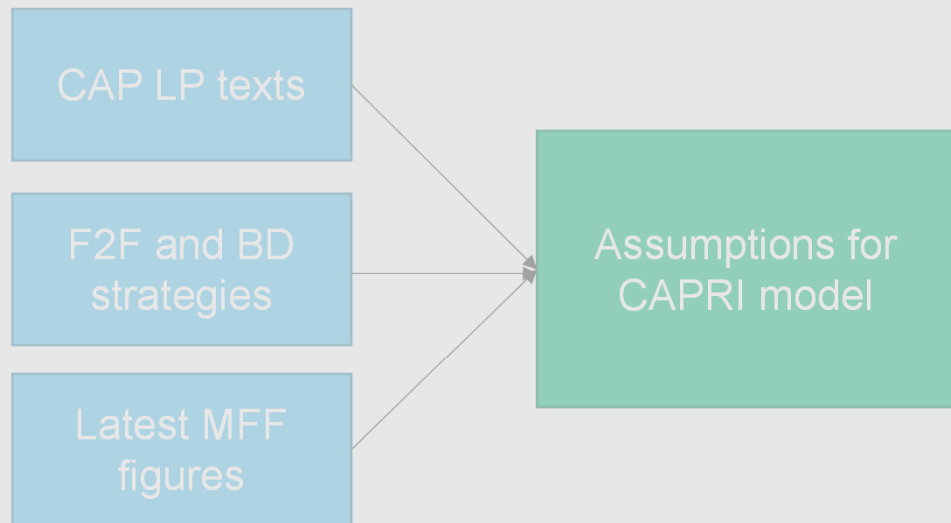 CAP LP texts
F2F and BD
strategies
Latest MFF
figures
Assumptions for
CAPRI model